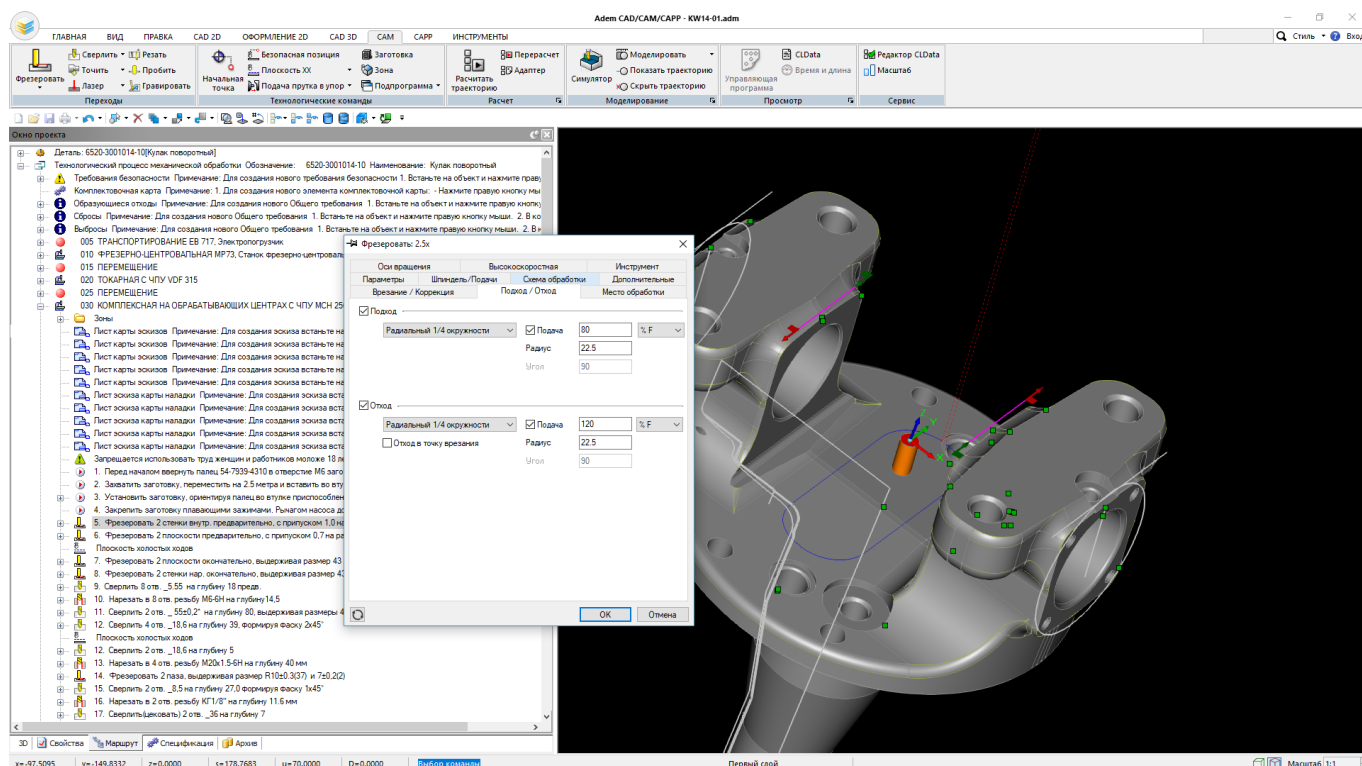 Adem CAD/CAM/CAPP - KW14-01.adm
ГЛАВНАЯ ВИД ПРАВКА CAD 2D ОФОРМЛЕНИЕ 2D CAD 3D CAM CAPP ИНСТРУМЕНТЫ Стиль Вход
Фрезеровать
Сверлить Резать
Точить Пробить
Лазер Гравировать
Переходы
Начальная точка
Безопасная позиция Заготовка
Плоскость ХХ Зона
Подача прутка в упор Подпрограмма
Технологические команды
Расчитать траекторию
Перерасчет
Адаптер
Расчет
Симулятор
Моделировать
Показать траекторию
Скрыть траекторию
Моделирование
Управляющая программа
CLData
Время и длина
Просмотр
Редактор CLData
Масштаб
Сервис
Окно проекта
Деталь: 6520-3001014-10[Кулак поворотный]
Технологический процесс механической обработки Обозначение: 6520-3001014-10 Наименование: Кулак поворотный
Требования безопасности Примечание: Для создания нового требования безопасности 1. Встаньте на объект и нажмите праву
Комплектовочная карта Примечание: 1. Для создания нового элемента комплектовочной карты: - Нажмите правую кнопку мы
Образующиеся отходы Примечание: Для создания нового Общего требования 1. Встаньте на объект и нажмите правую кнопку
Сбросы Примечание: Для создания нового Общего требования 1. Встаньте на объект и нажмите правую кнопку мыши. 2. В ко
Выбросы Примечание: Для создания нового Общего требования 1. Встаньте на объект и нажмите правую кнопку мыши. 2. В к
005 ТРАНСПОРТИРОВАНИЕ ЕВ 717, Электропогрузчик
010 ФРЕЗЕРНО-ЦЕНТРОВАЛЬНАЯ МР73, Станок Фрезерно-центроваль
015 ПЕРЕМЕЩЕНИЕ
020 ТОКАРНАЯ С ЧПУ VDF 315
025 ПЕРЕМЕЩЕНИЕ
030 КОМПЛЕКСНАЯ НА ОБРАБАТЫВАЮЩИХ ЦЕНТРАХ С ЧПУ MCH 25
Зоны
Лист карты эскизов Примечание: Для создания эскиза встаньте на
Лист карты эскизов Примечание: Для создания эскиза встаньте на
Лист карты эскизов Примечание: Для создания эскиза встаньте на
Лист карты эскизов Примечание: Для создания эскиза встаньте на
Лист карты эскизов Примечание: Для создания эскиза встаньте на
Лист эскиза карты наладки Примечание: Для создания эскиза вста
Лист эскиза карты наладки Примечание: Для создания эскиза вста
Лист эскиза карты наладки Примечание: Для создания эскиза вста
Лист эскиза карты наладки Примечание: Для создания эскиза вста
Лист эскиза карты наладки Примечание: Для создания эскиза вста
Запрещается использовать труд женщин и работников моложе 18 ле
1. Перед началом ввернуть палец 54-7939-4310 в отверстие М6 заго
2. Захватить заготовку, переместить на 2.5 метра и вставить во вту
3. Установить заготовку, ориентируя палец во втулке приспособлен
4. Закрепить заготовку плавающими зажимами. Рычагом насоса до
5. Фрезеровать 2 стенки внутр. предварительно, с припуском 1,0 на
6. Фрезеровать 2 плоскости предварительно, с припуском 0,7 на ра
Плоскость холостых ходов
7. Фрезеровать 2 плоскости окончательно, выдерживая размер 43
8. Фрезеровать 2 стенки нар. окончательно, выдерживая размер 43
9. Сверлить 8 отв. _5.55 на глубину 18 предв.
10. Нарезать в 8 отв. резьбу М6-6Н на глубину14,5
11. Сверлить 2 отв. _ 55±0,2" на глубину 80, выдерживая размеры 4
12. Сверлить 4 отв. _18,6 на глубину 39, формируя фаску 2х45°
Плоскость холостых ходов
12. Сверлить 2 отв. _18,6 на глубину 5
13. Нарезать в 4 отв. резьбу М20х1.5-6Н на глубину 40 мм
14. Фрезеровать 2 паза, выдерживая размер R10±0.3(37) и 7±0.2(2)
15. Сверлить 2 отв. _8,5 на глубину 27,0 формируя фаску 1х45°
16. Нарезать в 2 отв. резьбу КГ1/8" на глубину 11.6 мм
17. Сверлить(цековать) 2 отв. _36 на глубину 7
3D Свойства Маршрут Спецификация Архив
Фрезеровать: 2.5x
Оси вращения Высокоскоростная Инструмент
Параметры Шпиндель/Подачи Схема обработки Дополнительные
Врезание / Коррекция Подход / Отход Место обработки
Подход
Радиальный 1/4 окружности Подача 80 % F
Радиус 22.5
Угол 90
Отход
Радиальный 1/4 окружности Подача 120 % F
Отход в точку врезания Радиус 22.5
Угол 90
OK Отмена
Z
Y
X
x=-97.5095 y=-149.8332 z=0.0000 s=178.7683 u=70.0000 D=0.0000 Выбор команды Первый слой Масштаб 1:1